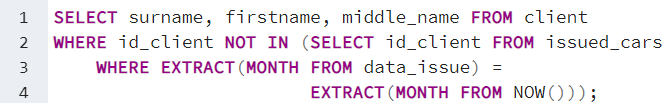 1 SELECT surname, firstname, middle_name FROM client
2 WHERE id_client NOT IN (SELECT id_client FROM issued_cars
3 WHERE EXTRACT(MONTH FROM data_issue) =
4 EXTRACT(MONTH FROM NOW()));